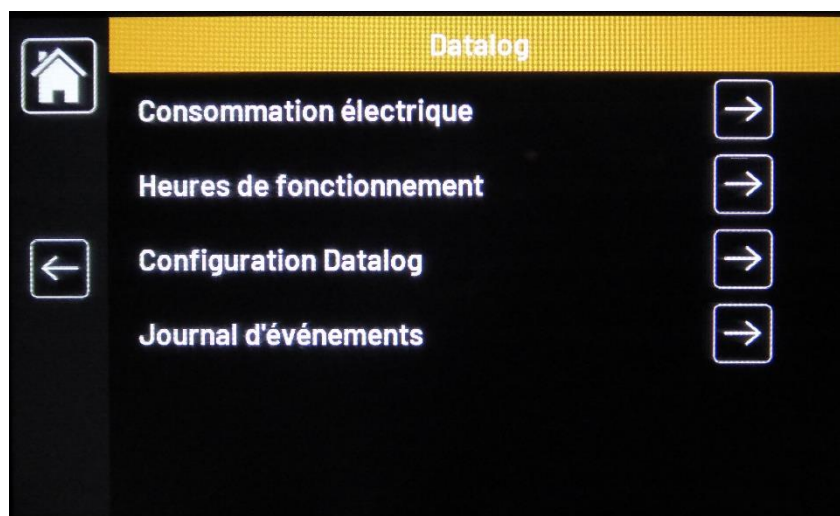 Datalog
Consommation électrique
Heures de fonctionnement
Configuration Datalog
Journal d'événements